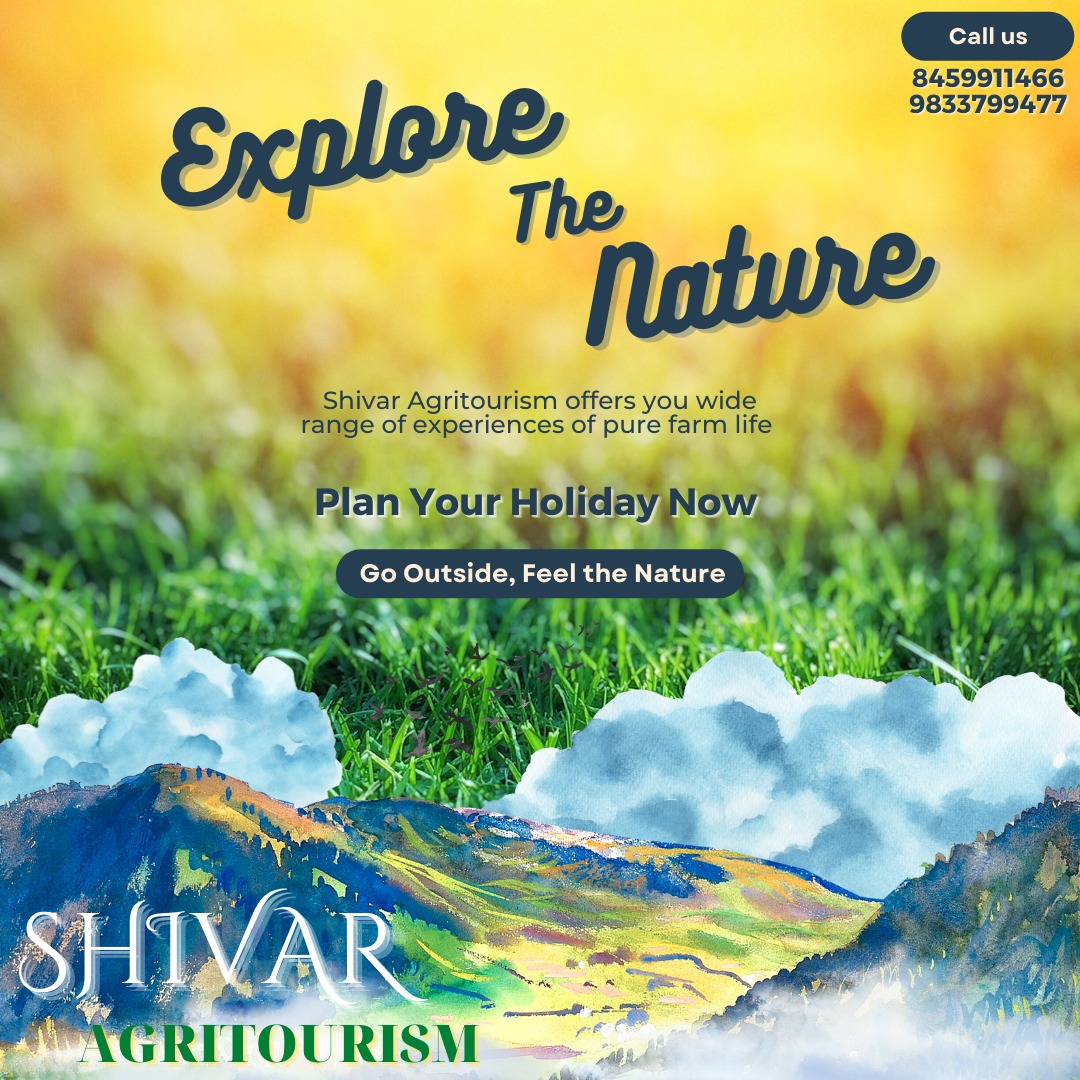 Call us
8459911466
9833799477
Explore
The
Nature
Shivar Agritourism offers you wide
range of experiences of pure farm life
Plan Your Holiday Now
Go Outside, Feel the Nature
SHIVAR
AGRITOURISM